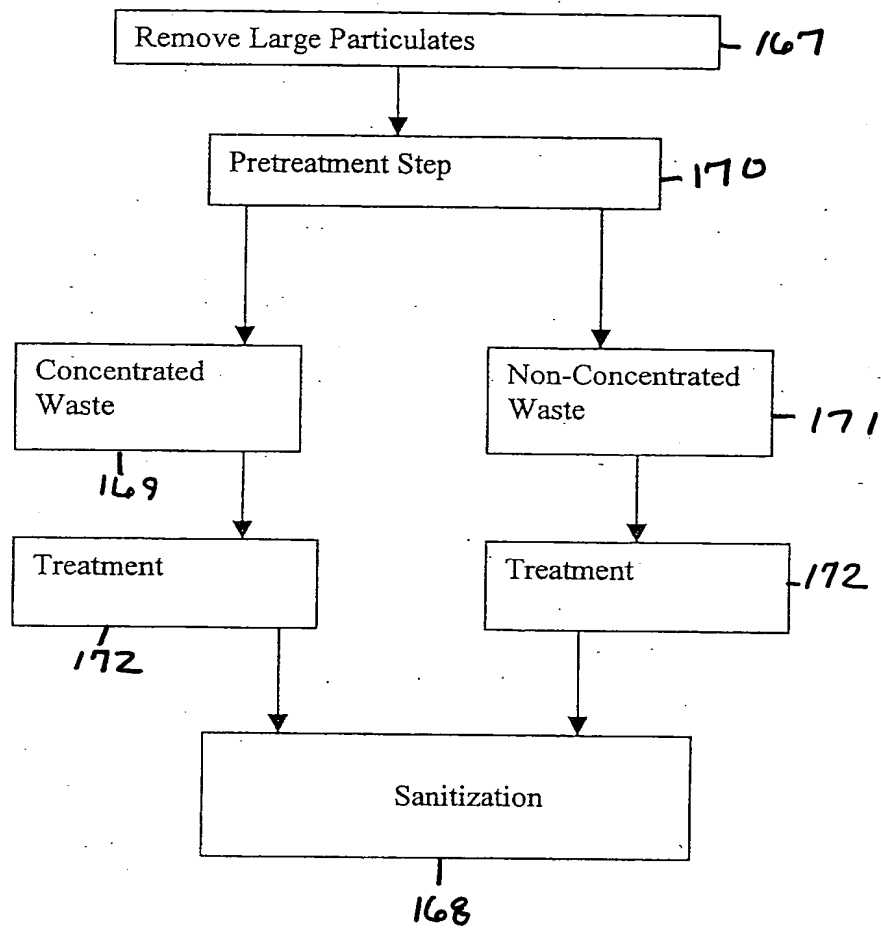 Remove Large Particulates 167
Pretreatment Step 170
Concentrated
Waste
169
Non-Concentrated
Waste
171
Treatment
172
Treatment 172
Sanitization
168